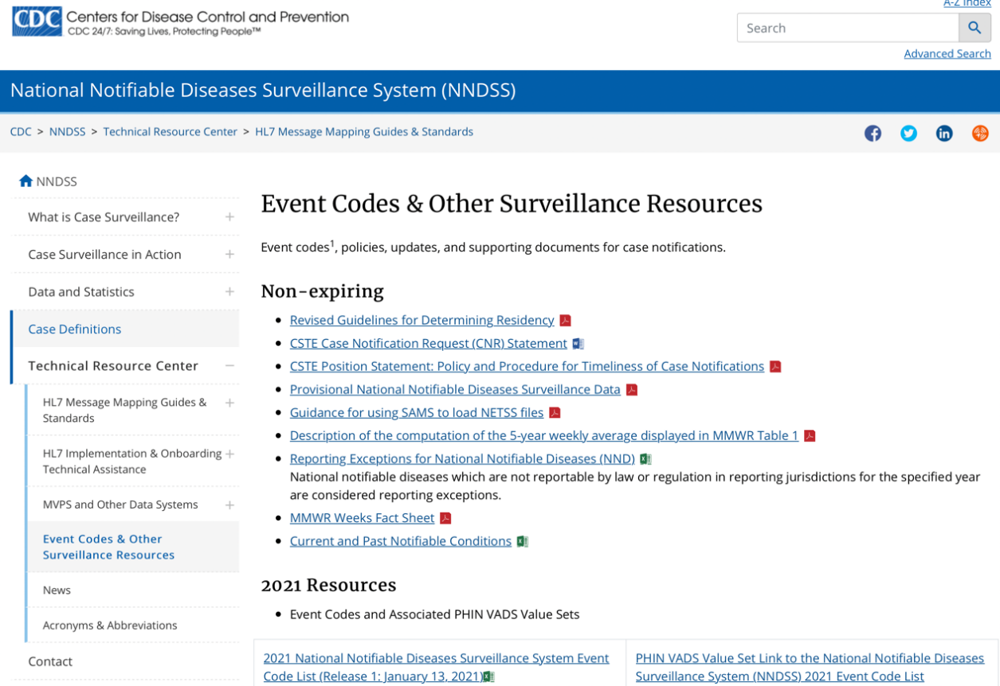 A-Z Index
CDC Centers for Disease Control and Prevention
CDC 24/7: Saving Lives, Protecting People™
Search
Advanced Search
National Notifiable Diseases Surveillance System (NNDSS)
CDC > NNDSS > Technical Resource Center > HL7 Message Mapping Guides & Standards
NNDSS
What is Case Surveillance?
Case Surveillance in Action
Data and Statistics
Case Definitions
Technical Resource Center
HL7 Message Mapping Guides &
Standards
HL7 Implementation & Onboarding
Technical Assistance
MVPS and Other Data Systems
Event Codes & Other
Surveillance Resources
News
Acronyms & Abbreviations
Contact
Event Codes & Other Surveillance Resources
Event codes1, policies, updates, and supporting documents for case notifications.
Non-expiring
• Revised Guidelines for Determining Residency
• CSTE Case Notification Request (CNR) Statement
• CSTE Position Statement: Policy and Procedure for Timeliness of Case Notifications
• Provisional National Notifiable Diseases Surveillance Data
• Guidance for using SAMS to load NETSS files
• Description of the computation of the 5-year weekly average displayed in MMWR Table 1
• Reporting Exceptions for National Notifiable Diseases (NND)
National notifiable diseases which are not reportable by law or regulation in reporting jurisdictions for the specified year
are considered reporting exceptions.
• MMWR Weeks Fact Sheet
• Current and Past Notifiable Conditions
2021 Resources
• Event Codes and Associated PHIN VADS Value Sets
2021 National Notifiable Diseases Surveillance System Event
Code List (Release 1: January 13, 2021)
PHIN VADS Value Set Link to the National Notifiable Diseases
Surveillance System (NNDSS) 2021 Event Code List